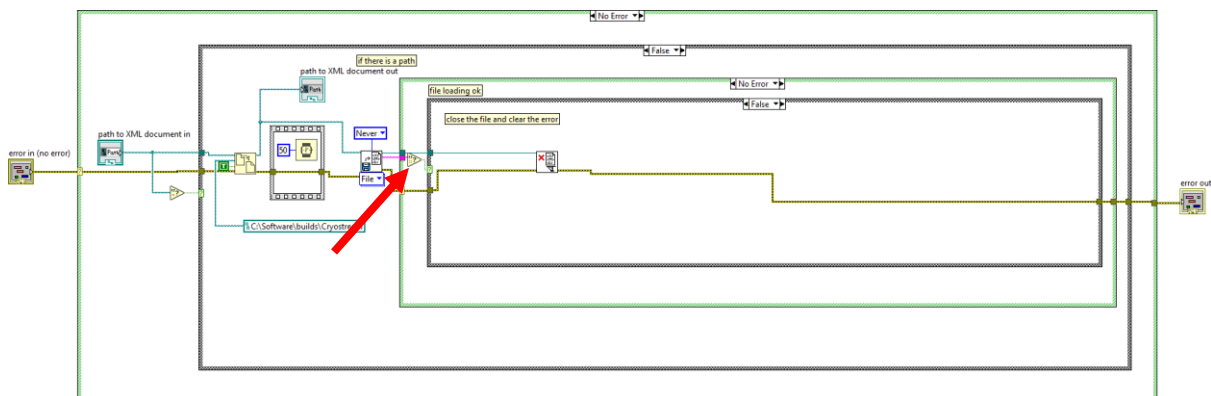 No Error
False
if there is a path
path to XML document out
Path
No Error
file loading ok
False
close the file and clear the error
Never
path to XML document in
Path
50
error in (no error)
File
error out
C:\Software\builds\Cryostre